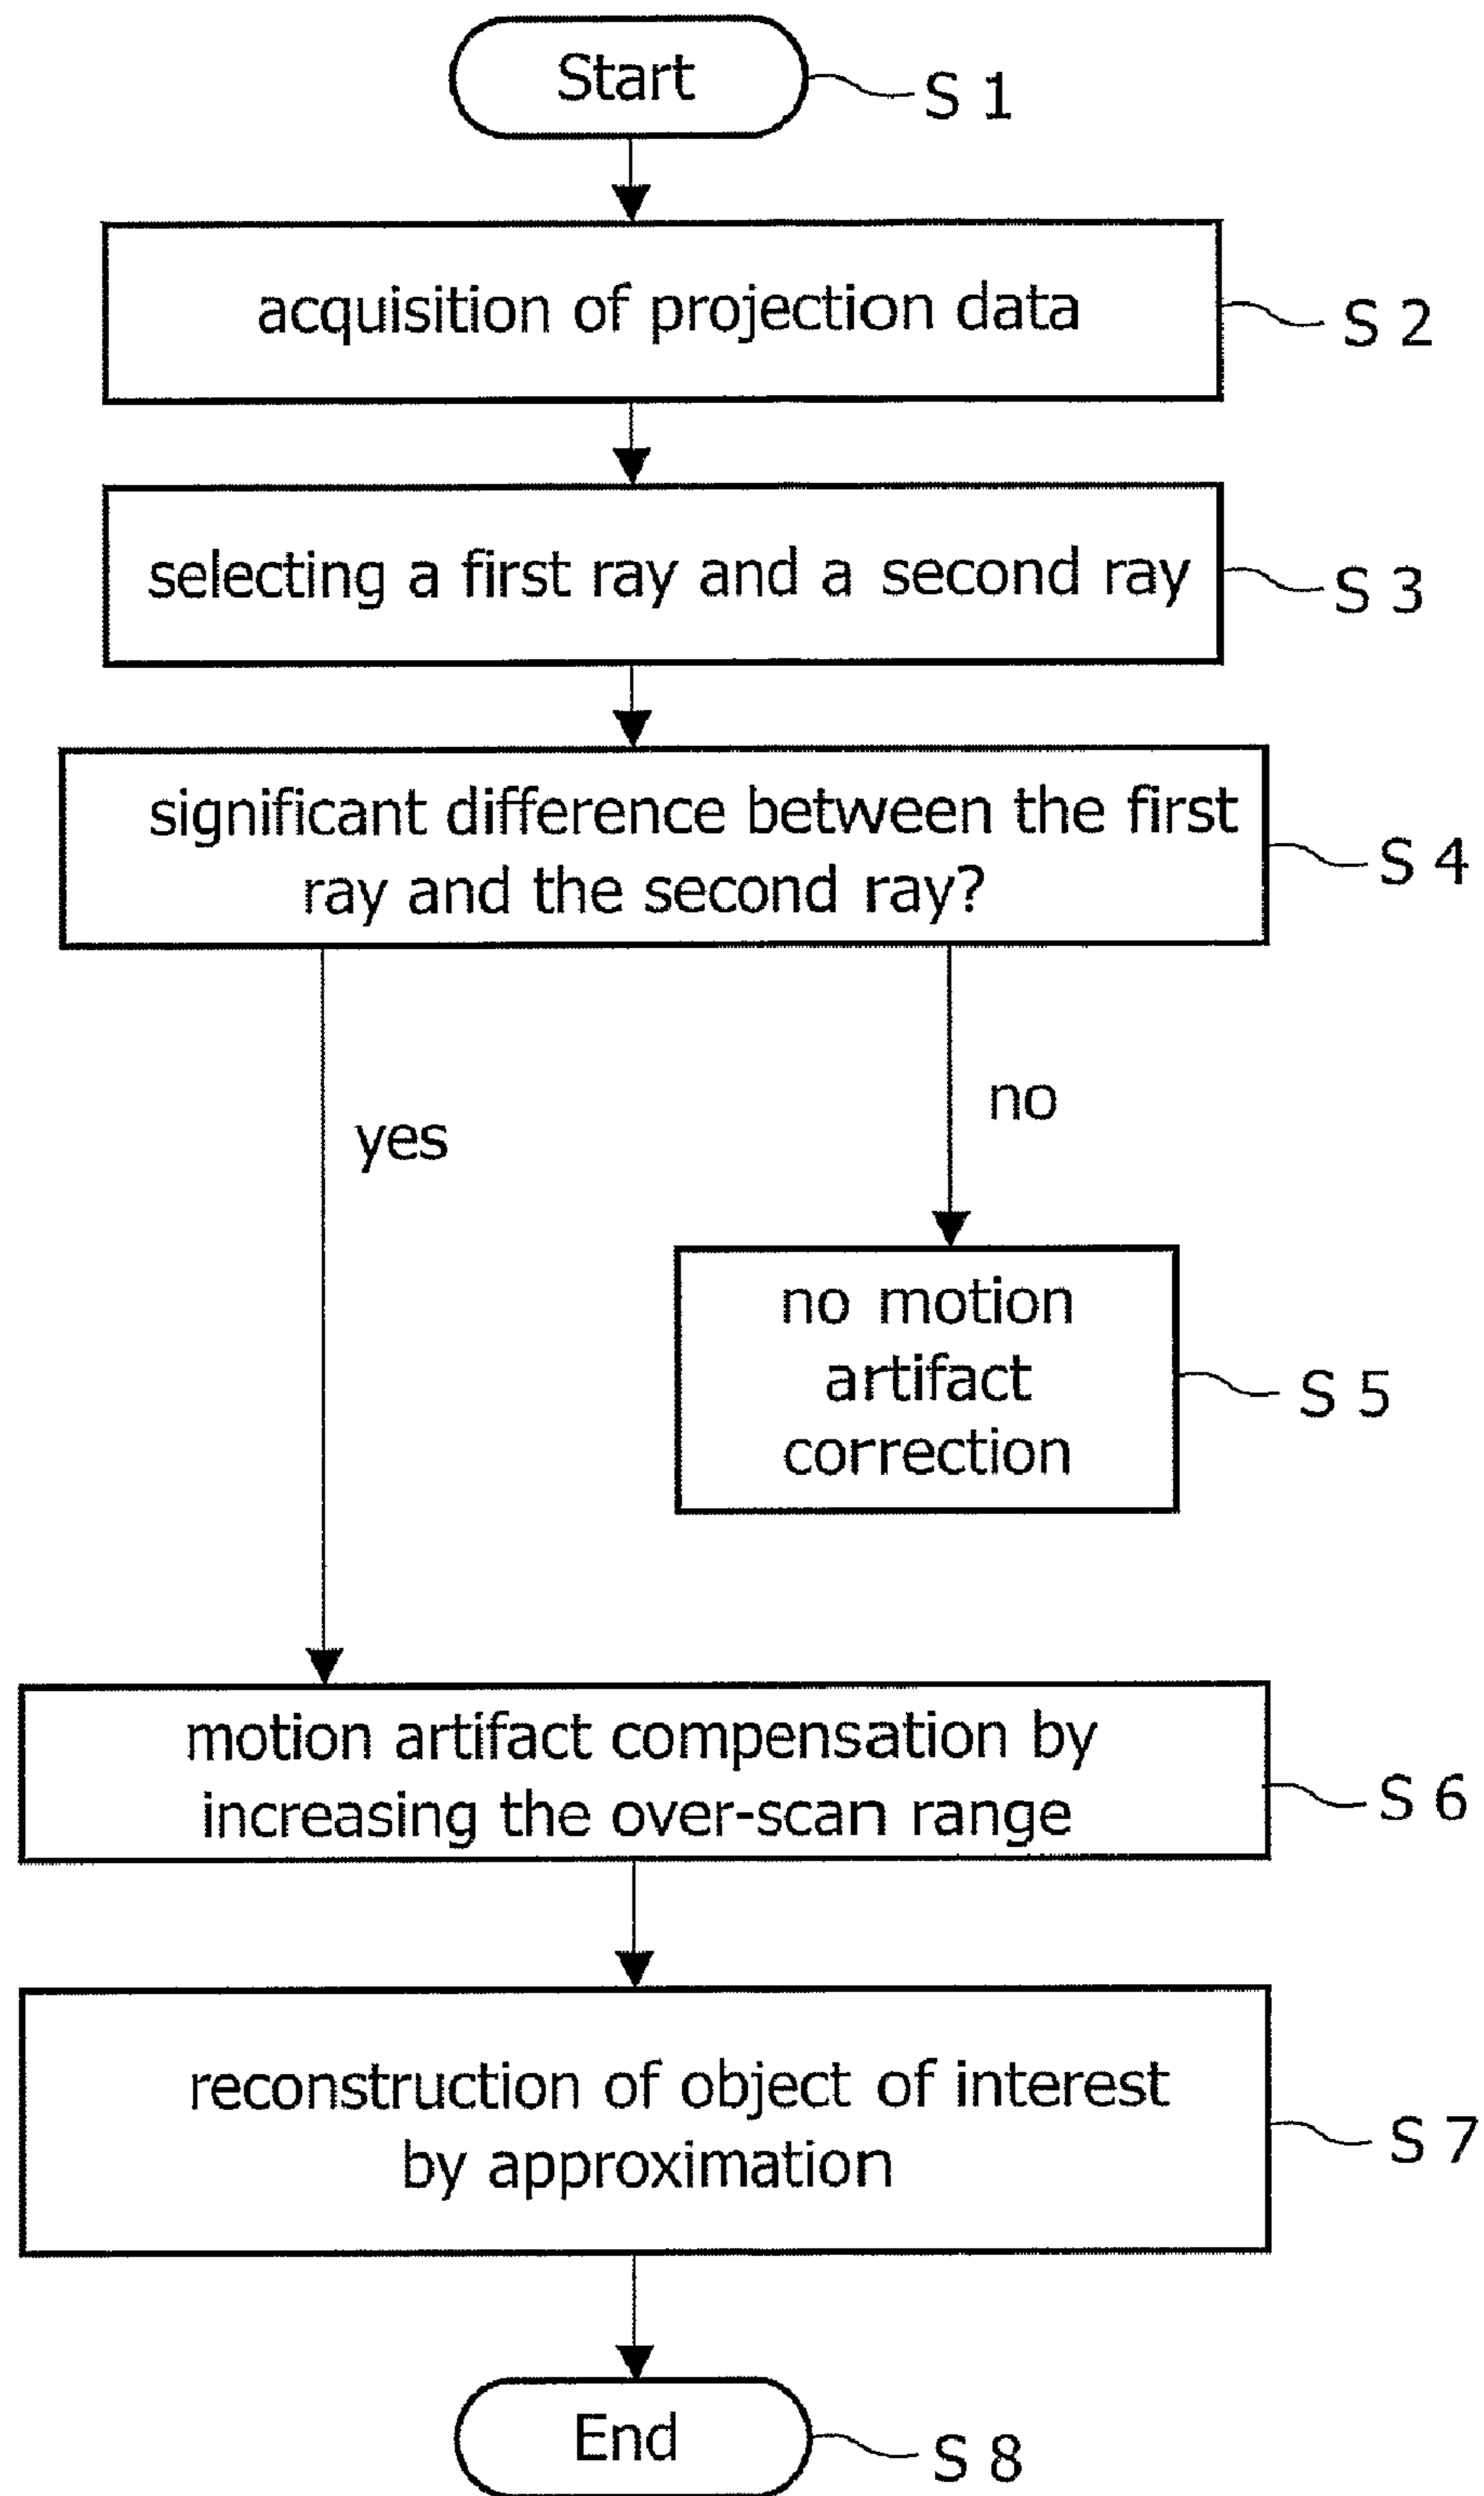 Start
S 1
acquisition of projection data
S 2
selecting a first ray and a second ray
S 3
significant difference between the first
ray and the second ray?
S 4
yes
no
no motion
artifact
correction
S 5
motion artifact compensation by
increasing the over-scan range
S 6
reconstruction of object of interest
by approximation
S 7
End
S 8